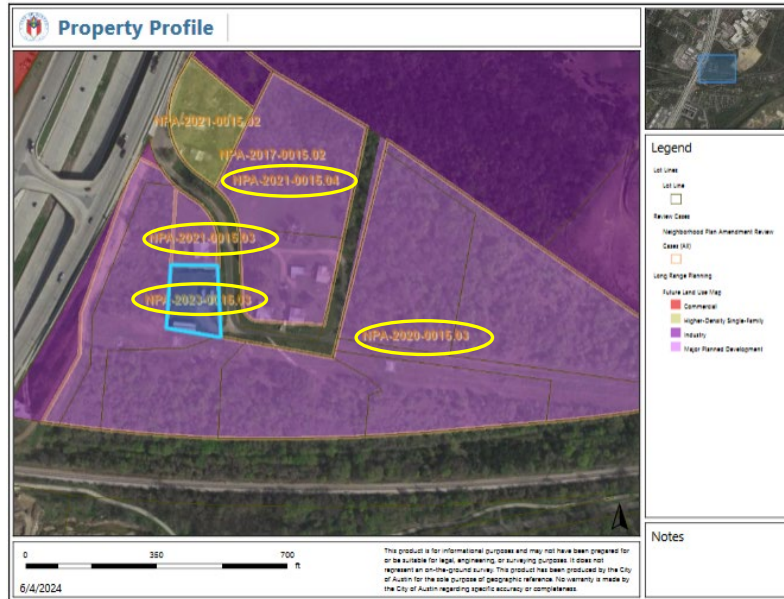 Property Profile
NPA-2021-0015.02
NPA-2017-0015.02
NPA-2021-0015.04
NPA-2021-0015.03
NPA-2023-0015.03
NPA-2020-0015.03
Legend
Lot Lines
Lot Line
Review Cases
Neighborhood Plan Amendment Review
Cases (All)
Long Range Planning
Future Land Use Map
Commercial
Higher-Density Single-Family
Industry
Major Planned Development
Notes
0 350 700
ft
6/4/2024
This product is for informational purposes and may not have been prepared for
or be suitable for legal, engineering, or surveying purposes. It does not
represent an on-the-ground survey. This product has been produced by the City
of Austin for the sole purpose of geographic reference. No warranty is made by
the City of Austin regarding specific accuracy or completeness.